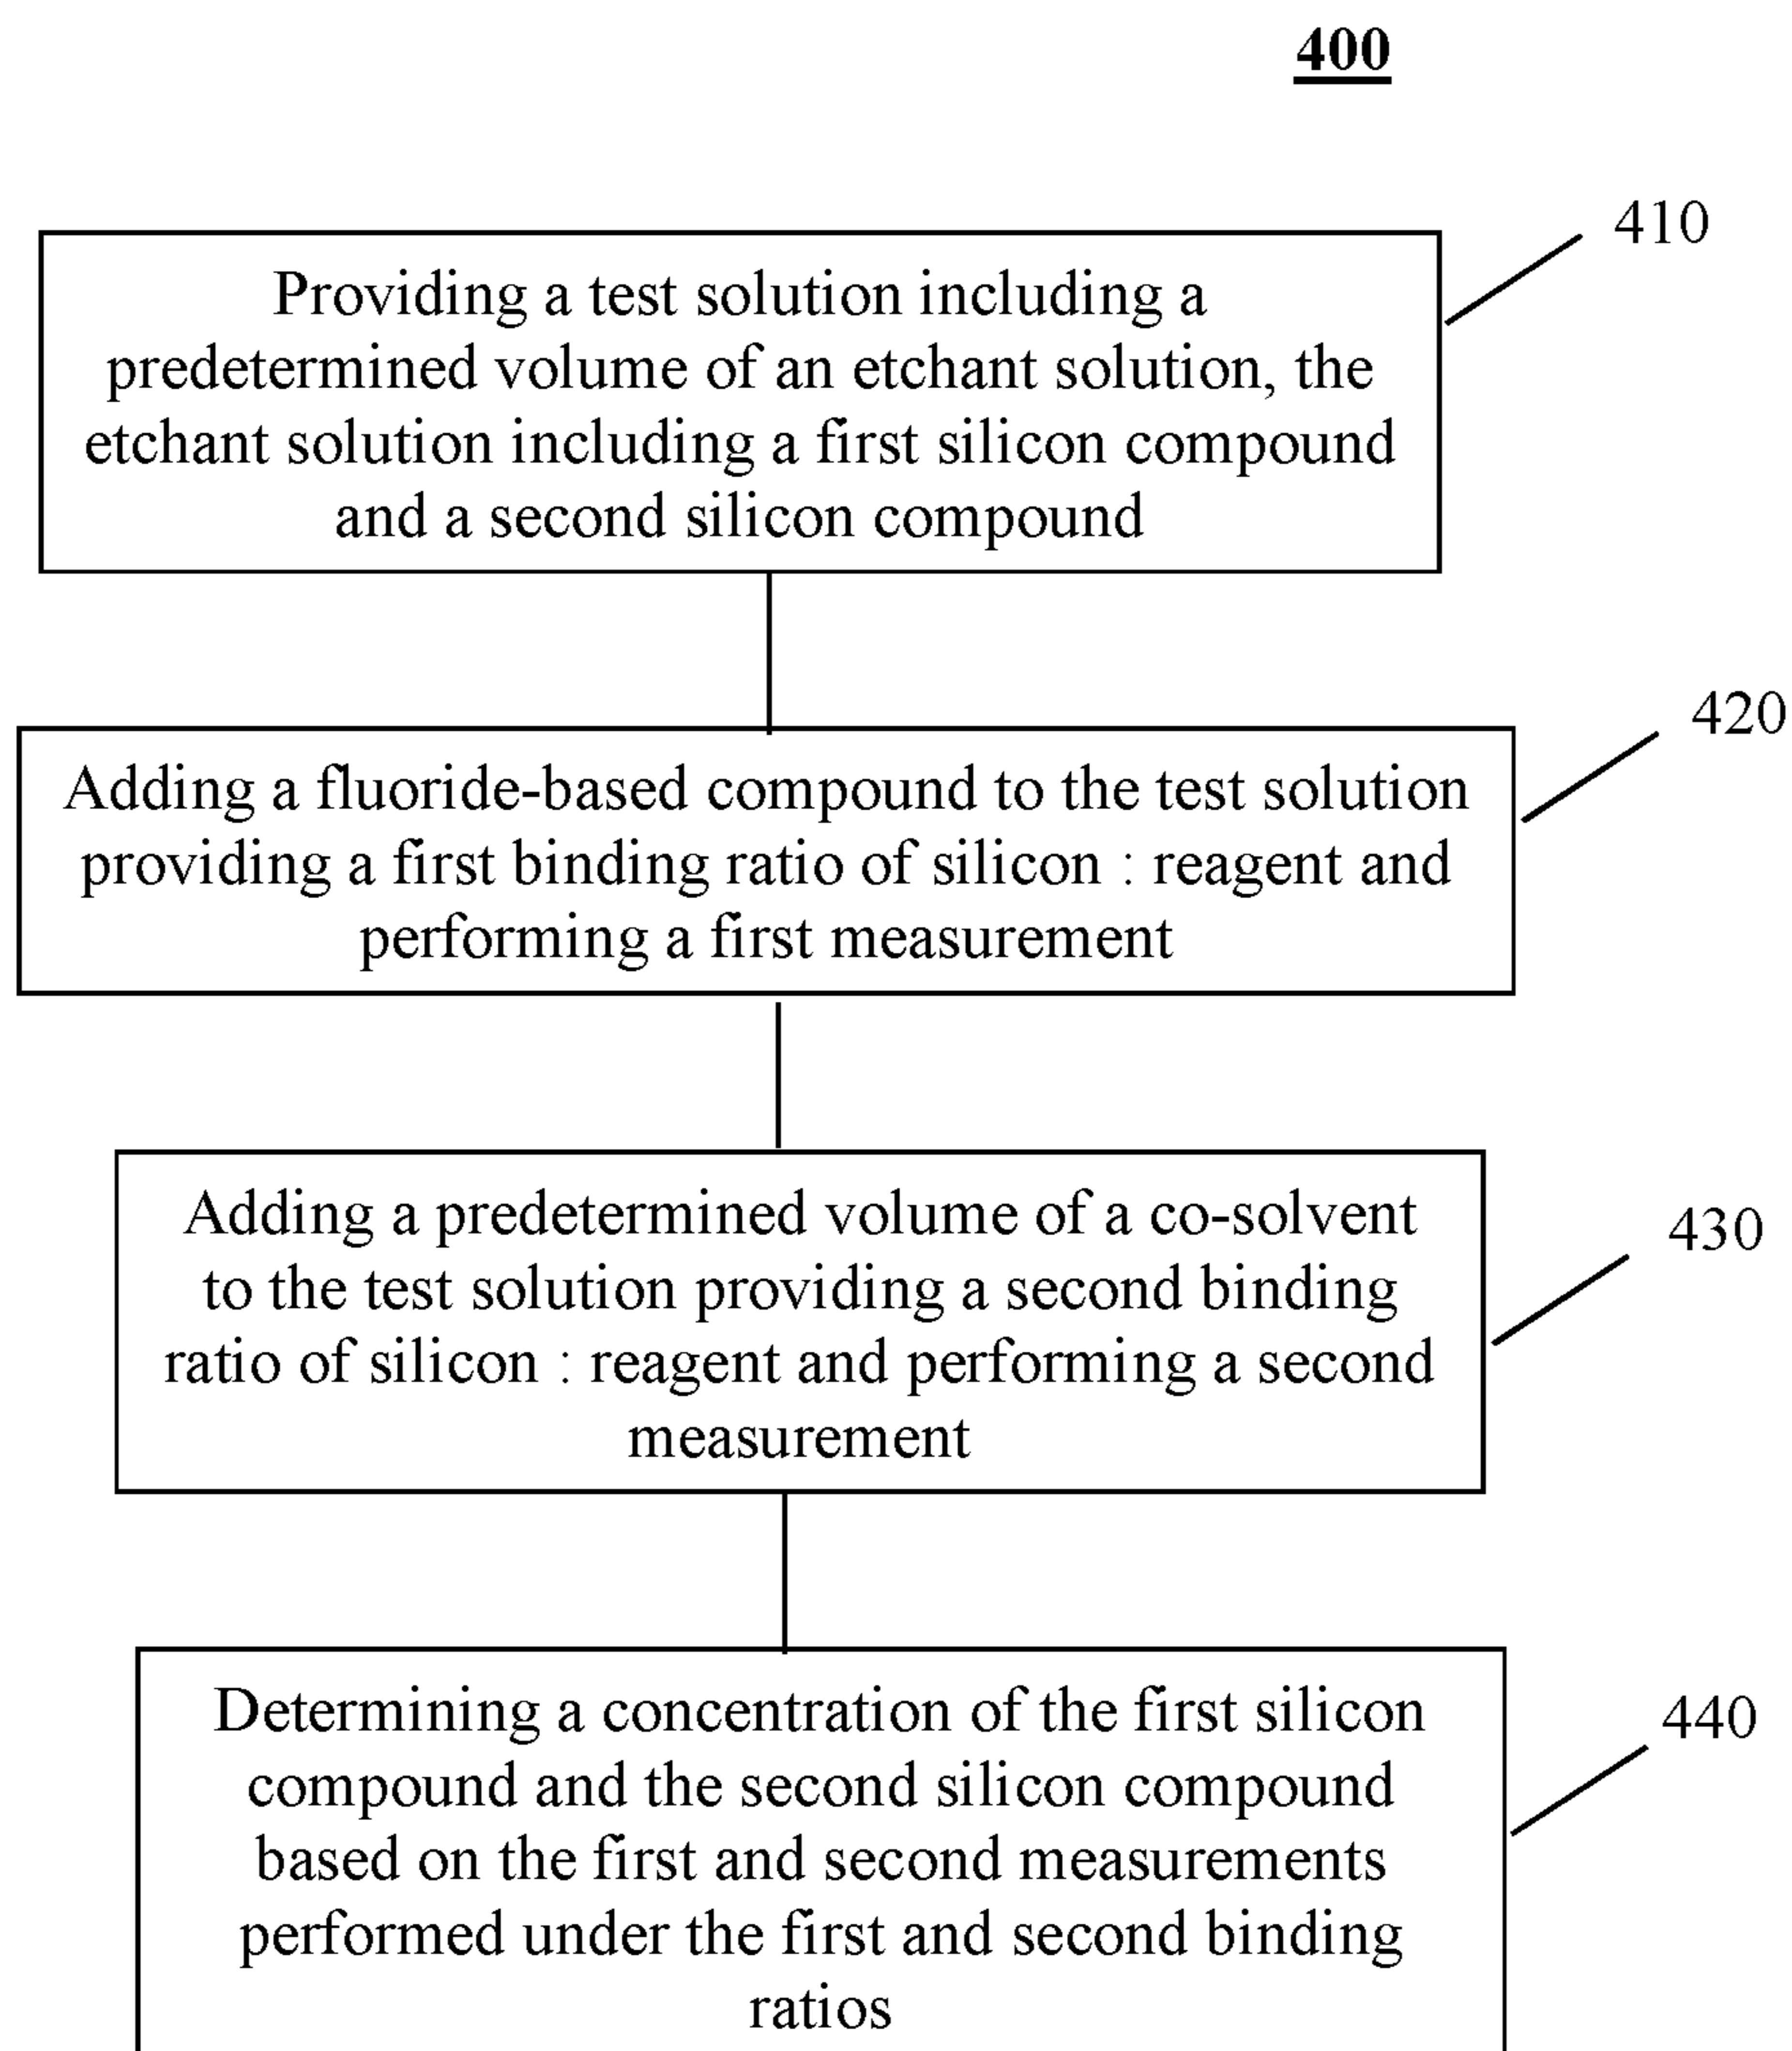 400
410
Providing a test solution including a
predetermined volume of an etchant solution, the
etchant solution including a first silicon compound
and a second silicon compound
420
Adding a fluoride-based compound to the test solution
providing a first binding ratio of silicon : reagent and
performing a first measurement
430
Adding a predetermined volume of a co-solvent
to the test solution providing a second binding
ratio of silicon : reagent and performing a second
measurement
440
Determining a concentration of the first silicon
compound and the second silicon compound
based on the first and second measurements
performed under the first and second binding
ratios